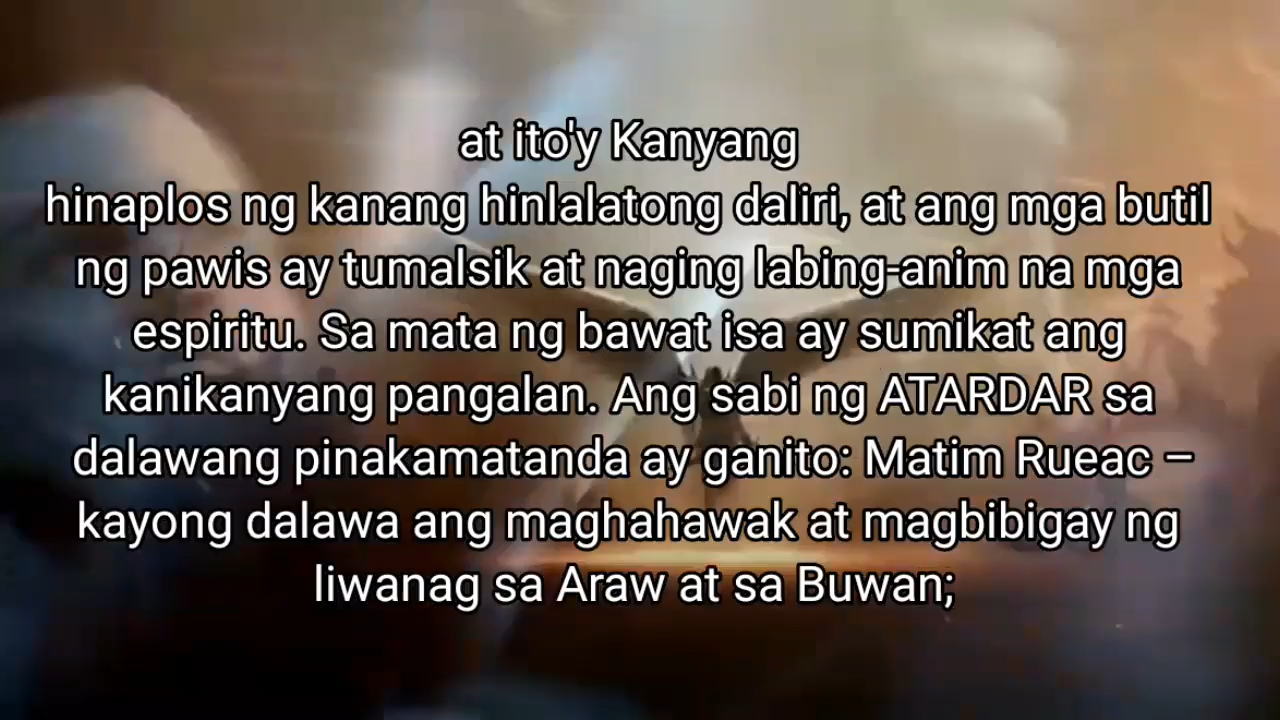 at ito'y Kanyang
hinaplos ng kanang hinlalatong daliri, at ang mga butil
ng pawis ay tumalsik at naging labing-anim na mga
espiritu. Sa mata ng bawat isa ay sumikat ang
kanikanyang pangalan. Ang sabi ng ATARDAR sa
dalawang pinakamatanda ay ganito: Matim Rueac –
kayong dalawa ang maghahawak at magbibigay ng
liwanag sa Araw at sa Buwan;